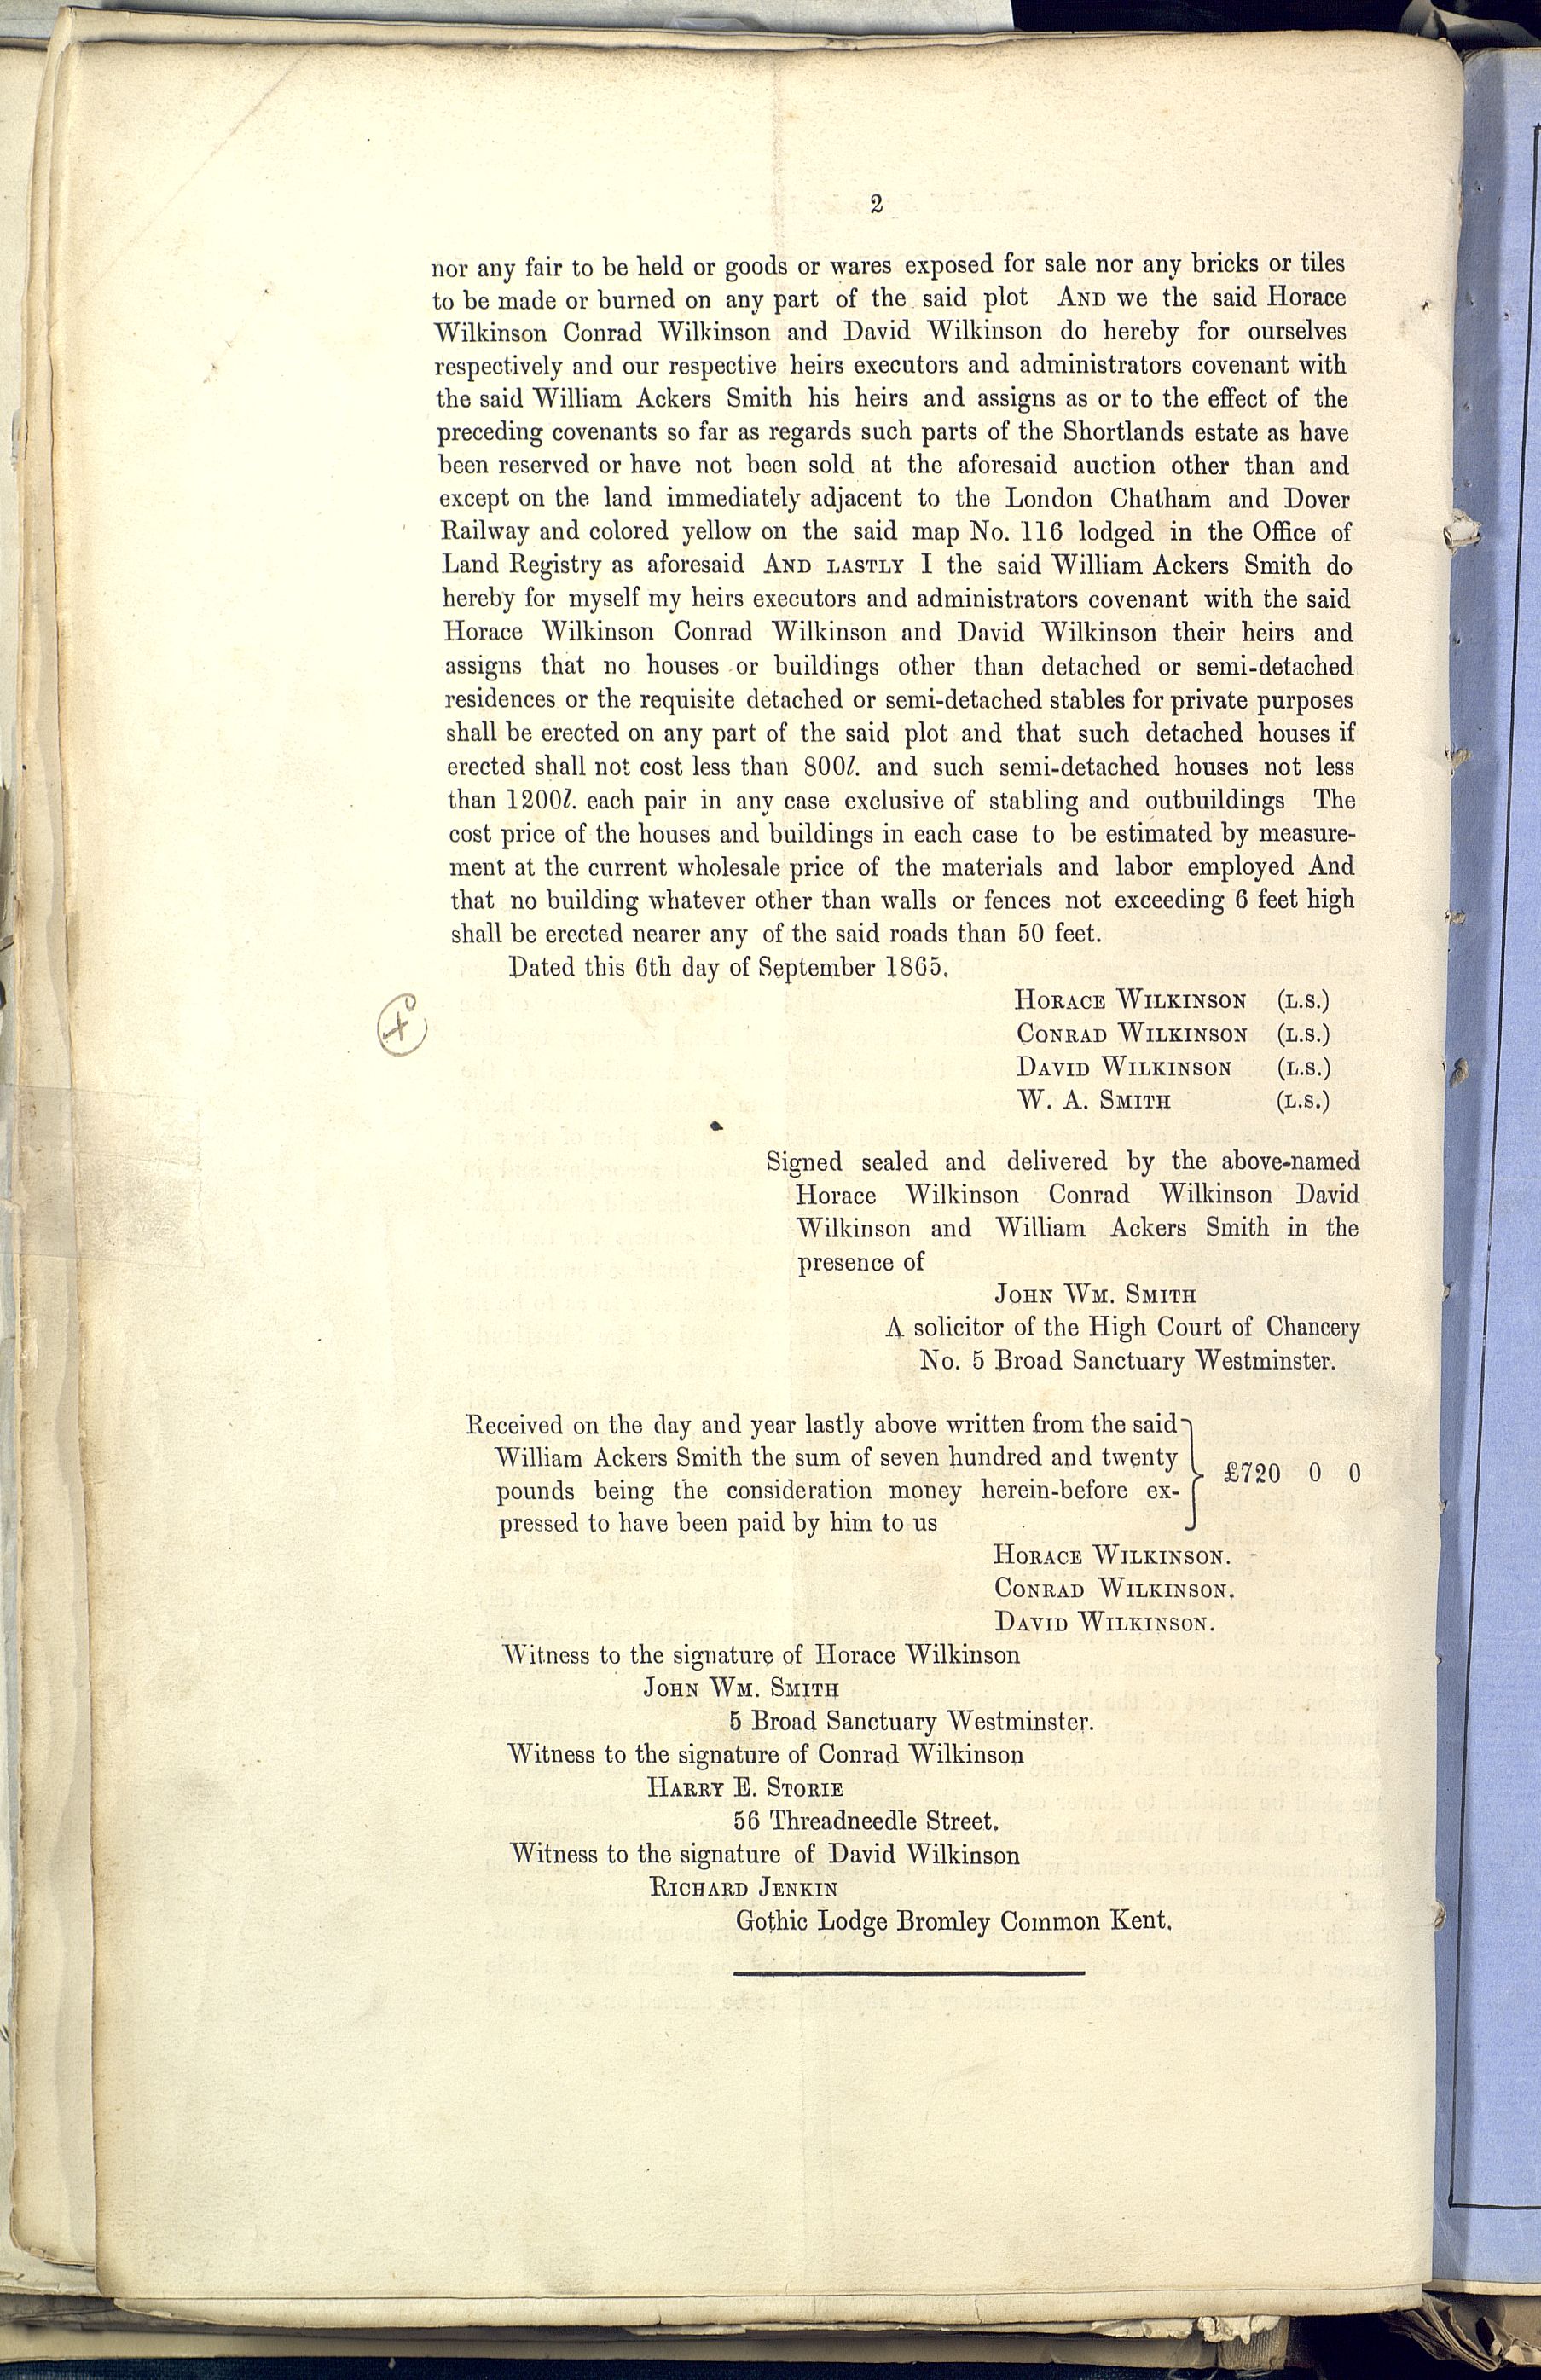 2
nor any fair to be held or goods or wares exposed for sale nor any bricks or tiles
to be made or burned on any part of the said plot AND we the said Horace
Wilkinson Conrad Wilkinson and David Wilkinson do hereby for ourselves
respectively and our respective heirs executors and administrators covenant with
the said William Ackers Smith his heirs and assigns as or to the effect of the
preceding covenants so far as regards such parts of the Shortlands estate as have
been reserved or have not been sold at the aforesaid auction other than and
except on the land immediately adjacent to the London Chatham and Dover
Railway and colored yellow on the said map No. 116 lodged in the Office of
Land Registry as aforesaid AND LASTLY I the said William Ackers Smith do
hereby for myself my heirs executors and administrators covenant with the said
Horace Wilkinson Conrad Wilkinson and David Wilkinson their heirs and
assigns that no houses or buildings other than detached or semi-detached
residences or the requisite detached or semi-detached stables for private purposes
shall be erected on any part of the said plot and that such detached houses if
erected shall not cost less than 800l. and such semi-detached houses not less
than 1200l. each pair in any case exclusive of stabling and outbuildings The
cost price of the houses and buildings in each case to be estimated by measure-
ment at the current wholesale price of the materials and labor employed And
that no building whatever other than walls or fences not exceeding 6 feet high
shall be erected nearer any of the said roads than 50 feet.
Dated this 6th day of September 1865.
HORACE WILKINSON (L.S.)
CONRAD WILKINSON (L.S.)
DAVID WILKINSON (L.S.)
W. A. SMITH (L.S.)
Signed sealed and delivered by the above-named
Horace Wilkinson Conrad Wilkinson David
Wilkinson and William Ackers Smith in the
presence of
JOHN WM. SMITH
A solicitor of the High Court of Chancery
No. 5 Broad Sanctuary Westminster.
Received on the day and year lastly above written from the said
William Ackers Smith the sum of seven hundred and twenty
pounds being the consideration money herein-before ex-
pressed to have been paid by him to us
£720 0 0
HORACE WILKINSON.
CONRAD WILKINSON.
DAVID WILKINSON.
Witness to the signature of Horace Wilkinson
JOHN WM. SMITH
5 Broad Sanctuary Westminster.
Witness to the signature of Conrad Wilkinson
HARRY E. STORIE
56 Threadneedle Street.
Witness to the signature of David Wilkinson
RICHARD JENKIN
Gothic Lodge Bromley Common Kent.